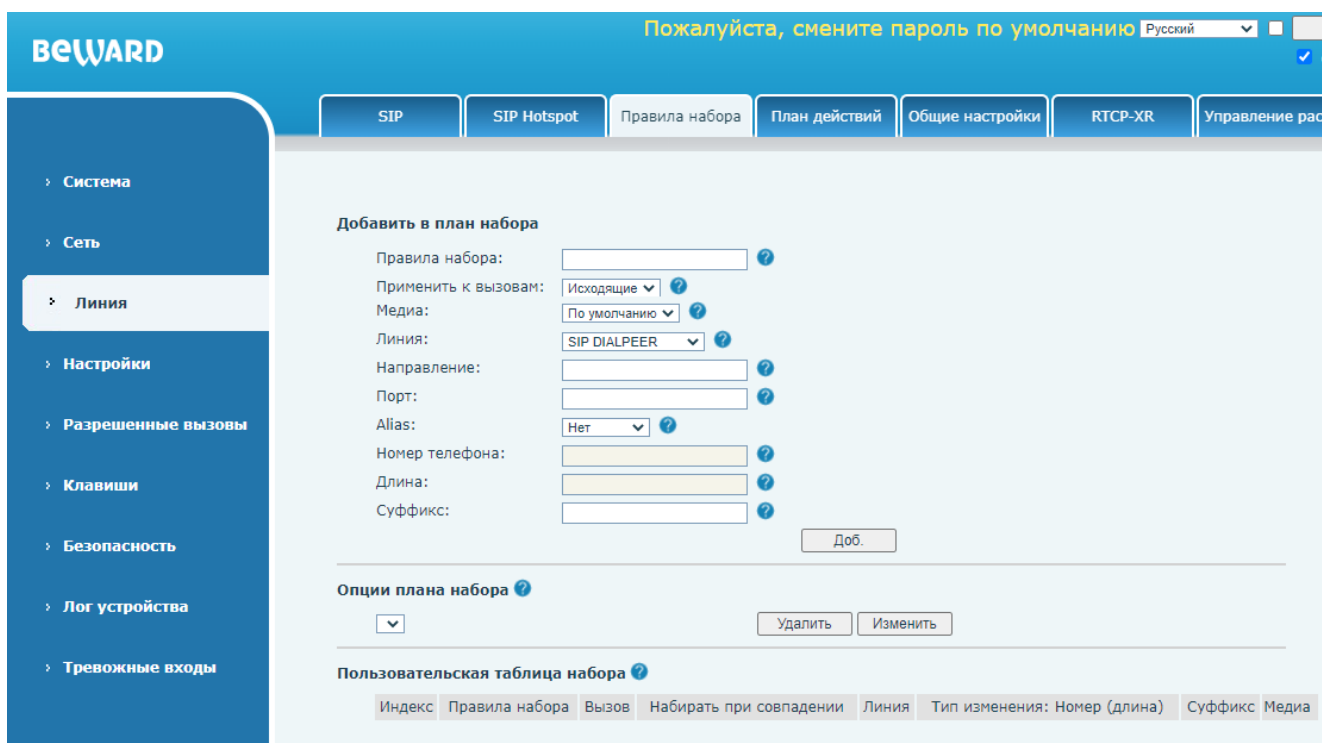 Пожалуйста, смените пароль по умолчанию Русский
BEWARD
SIP SIP Hotspot Правила набора План действий Общие настройки RTCP-XR Управление рас
Система
Сеть
Линия
Настройки
Разрешенные вызовы
Клавиши
Безопасность
Лог устройства
Тревожные входы
Добавить в план набора
Правила набора:
Применить к вызовам: Исходящие
Медиа: По умолчанию
Линия: SIP DIALPEER
Направление:
Порт:
Alias: Нет
Номер телефона:
Длина:
Суффикс:
Доб.
Опции плана набора
Удалить Изменить
Пользовательская таблица набора
Индекс Правила набора Вызов Набирать при совпадении Линия Тип изменения: Номер (длина) Суффикс Медиа